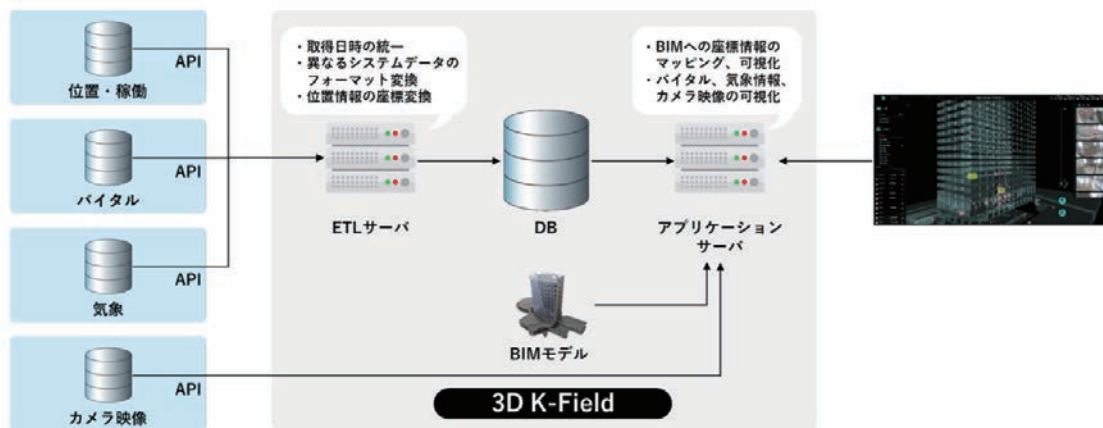 API
位置・稼働
API
バイタル
API
気象
API
カメラ映像
・取得日時の統一
・異なるシステムデータの
フォーマット変換
・位置情報の座標変換
ETLサーバ
DB
・BIMへの座標情報の
マッピング、可視化
・バイタル、気象情報、
カメラ映像の可視化
アプリケーション
サーバ
BIMモデル
3D K-Field